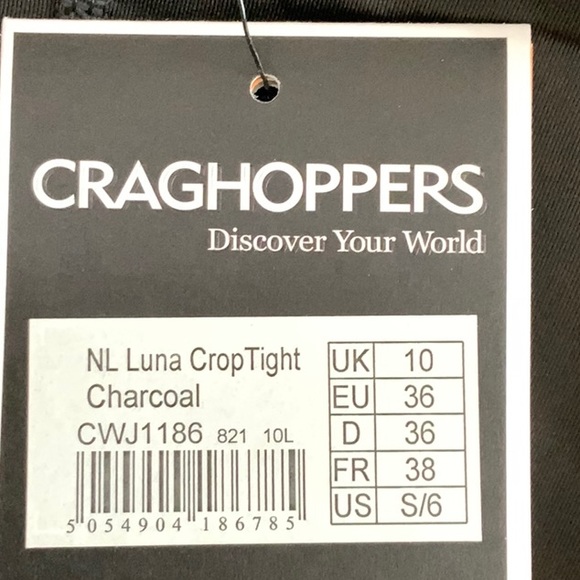 CRAGHOPPERS
Discover Your World
NL Luna CropTight
Charcoal
CWJ1186 821 10L
5 054904 186785
UK 10
EU 36
D 36
FR 38
US S/6